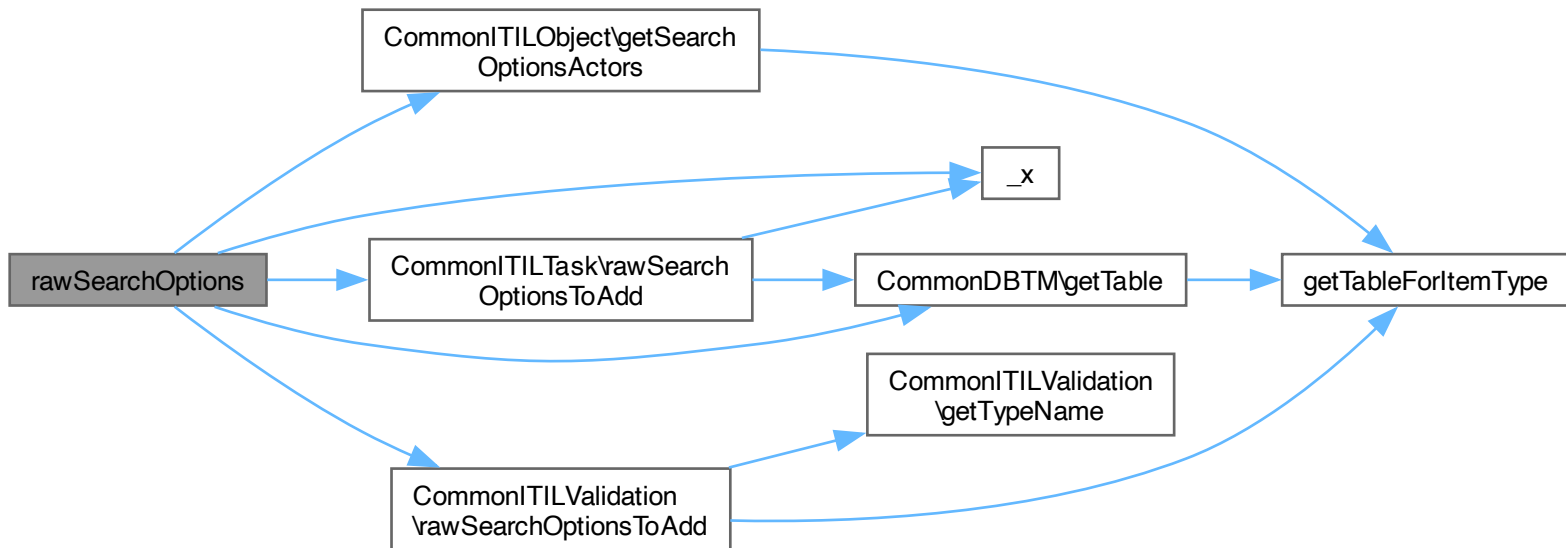 CommonITILObject\getSearch
OptionsActors
_x
rawSearchOptions
CommonITILTask\rawSearch
OptionsToAdd
CommonDBTM\getTable
getTableForItemType
CommonITILValidation
\getTypeName
CommonITILValidation
\rawSearchOptionsToAdd